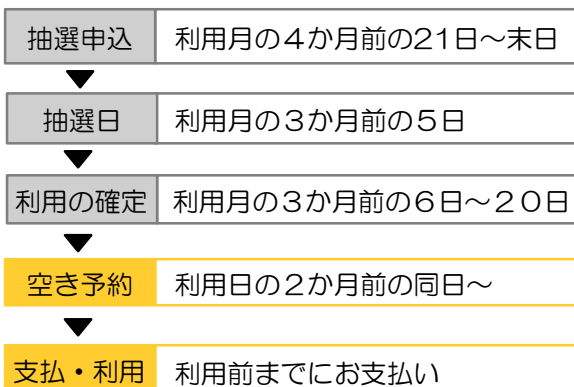 抽選申込 利用月の４か月前の21日～末日
抽選日 利用月の３か月前の５日
利用の確定 利用月の３か月前の６日～２０日
空き予約 利用日の２か月前の同日～
支払・利用 利用前までにお支払い